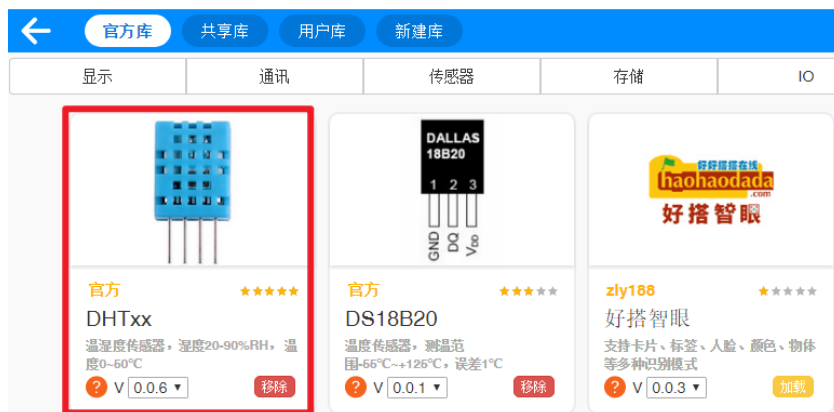 官方库 共享库 用户库 新建库
显示 通讯 传感器 存储 IO
DALLAS
18B20
1 2 3
GND DQ VDD
好好搭搭在线
haohaodada
.com
好搭智眼
官方
DHTxx
温湿度传感器，湿度20-90%RH，温
度0~50°C
? V 0.0.6 ▼ 移除
官方
DS18B20
温度传感器，测温范
围-55°C~+125°C，误差1°C
? V 0.0.1 ▼ 移除
zly188
好搭智眼
支持卡片、标签、人脸、颜色、物体
等多种识别模式
? V 0.0.3 ▼ 加载